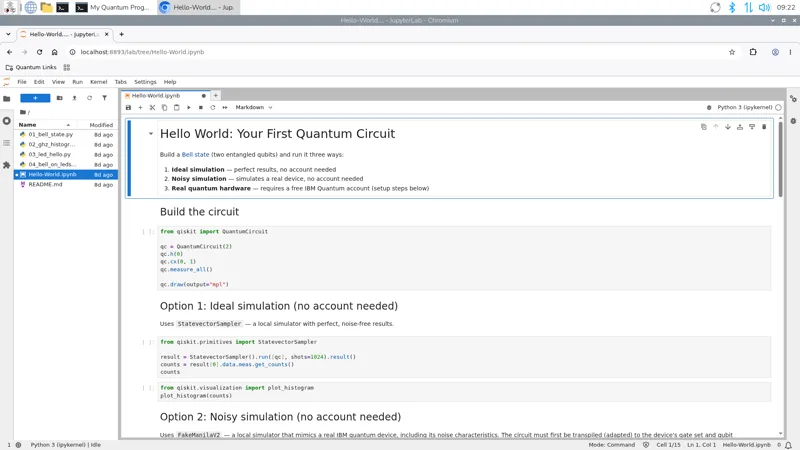 My Quantum Prog...
Hello-World.ipynb - Jup...
09:22
Hello-World.... - JupyterLab - Chromium
Hello-World.ipynb
localhost:8893/lab/tree/Hello-World.ipynb
Quantum Links
File Edit View Run Kernel Tabs Settings Help
Hello-World.ipynb
Markdown
Python 3 (ipykernel)
/
Name Modified
01_bell_state.py 8d ago
02_ghz_histogr... 8d ago
03_led_hello.py 8d ago
04_bell_on_leds... 8d ago
Hello-World.ipynb 8d ago
README.md 8d ago
Hello World: Your First Quantum Circuit
Build a Bell state (two entangled qubits) and run it three ways:
1. Ideal simulation — perfect results, no account needed
2. Noisy simulation — simulates a real device, no account needed
3. Real quantum hardware — requires a free IBM Quantum account (setup steps below)
Build the circuit
[ ]: from qiskit import QuantumCircuit
qc = QuantumCircuit(2)
qc.h(0)
qc.cx(0, 1)
qc.measure_all()
qc.draw(output="mpl")
Option 1: Ideal simulation (no account needed)
Uses StatevectorSampler — a local simulator with perfect, noise-free results.
[ ]: from qiskit.primitives import StatevectorSampler
result = StatevectorSampler().run([qc], shots=1024).result()
counts = result[0].data.meas.get_counts()
counts
[ ]: from qiskit.visualization import plot_histogram
plot_histogram(counts)
Option 2: Noisy simulation (no account needed)
Uses FakeManilaV2 — a local simulator that mimics a real IBM quantum device, including its noise characteristics. The circuit must first be transpiled (adapted) to the device's gate set and qubit
1 Python 3 (ipykernel) | Idle Mode: Command Cell 1/15 Ln 1, Col 1 Hello-World.ipynb 0